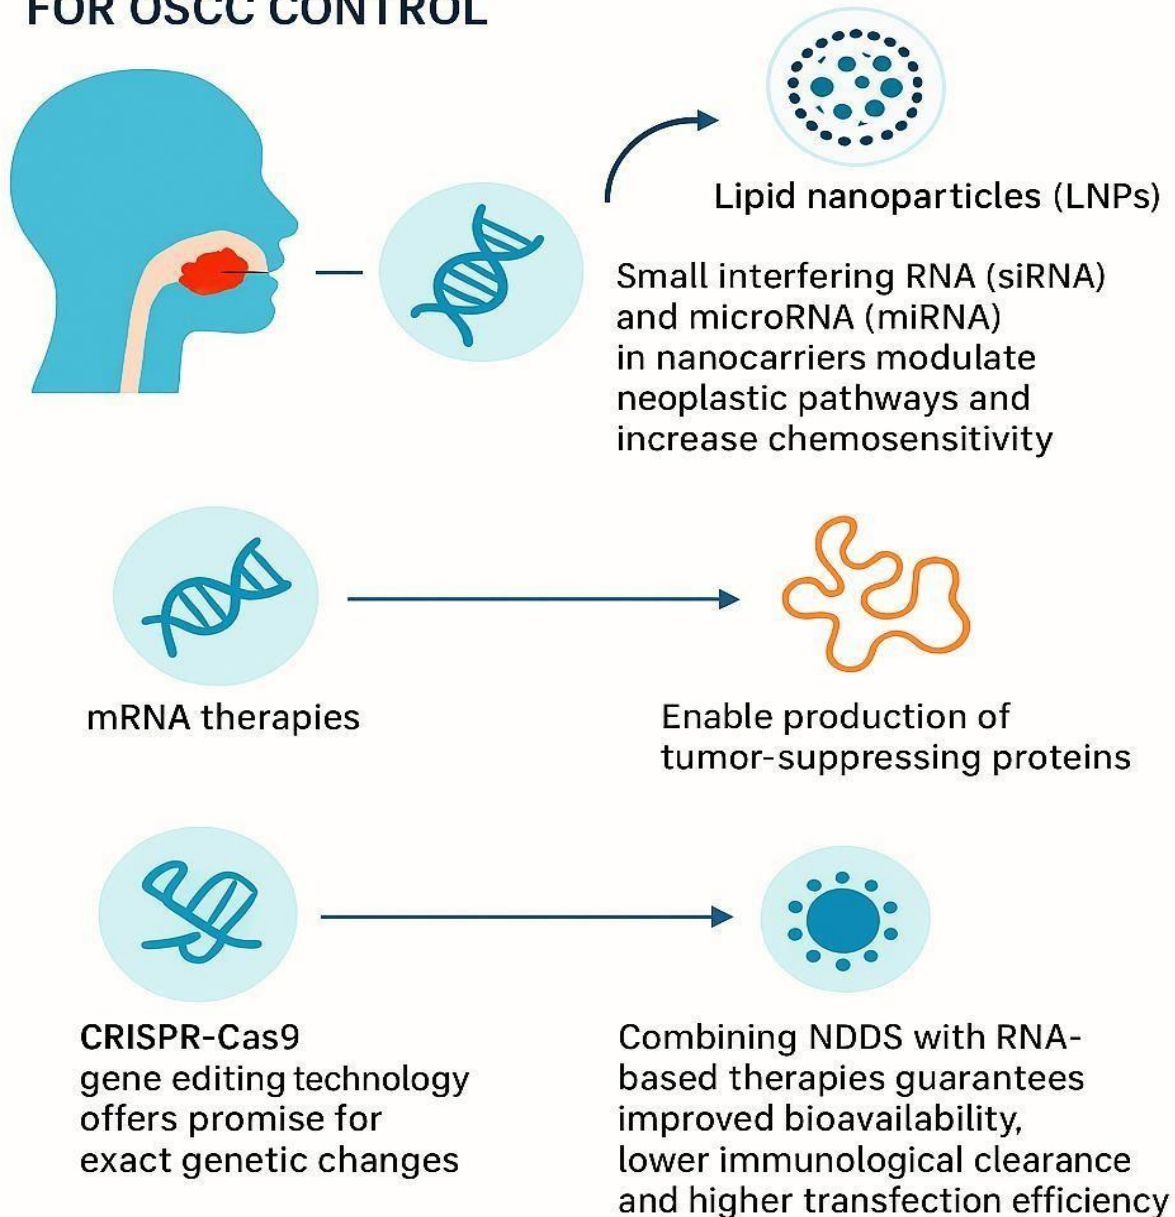 FOR OSCC CONTROL
Lipid nanoparticles (LNPs)
Small interfering RNA (siRNA)
and microRNA (miRNA)
in nanocarriers modulate
neoplastic pathways and
increase chemosensitivity
mRNA therapies
Enable production of
tumor-suppressing proteins
CRISPR-Cas9
gene editing technology
offers promise for
exact genetic changes
Combining NDDS with RNA-
based therapies guarantees
improved bioavailability,
lower immunological clearance
and higher transfection efficiency